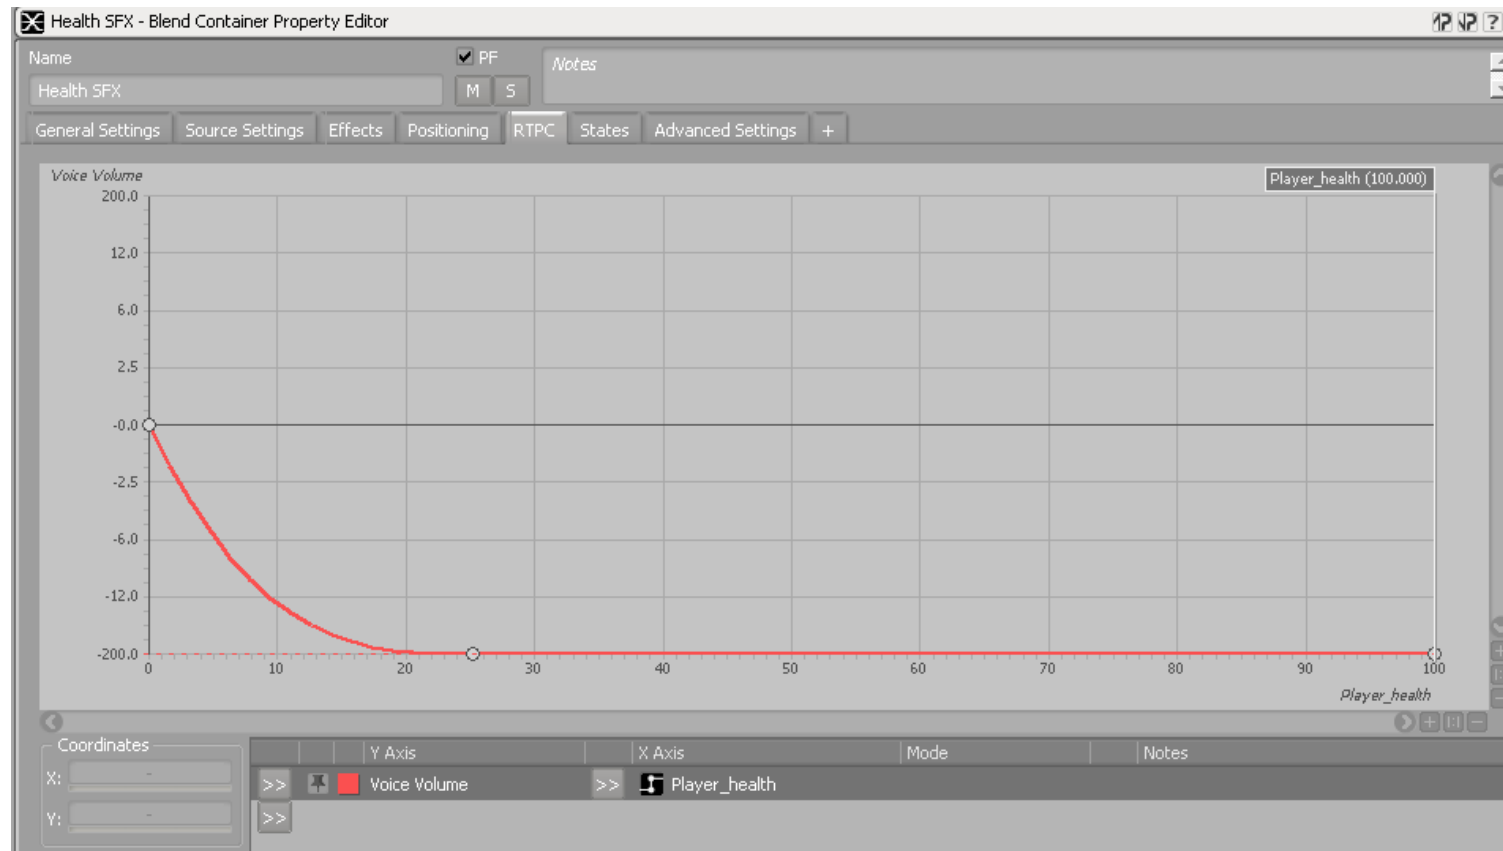 Health SFX - Blend Container Property Editor
?
Name
PF
Notes
Health SFX
M
S
General Settings Source Settings Effects Positioning RTPC States Advanced Settings +
Voice Volume
Player_health (100.000)
200.0
12.0
6.0
2.5
-0.0
-2.5
-6.0
-12.0
-200.0
0 10 20 30 40 50 60 70 80 90 100
Player_health
Coordinates
Y Axis X Axis Mode Notes
X: - >> Voice Volume >> Player_health
Y: - >>